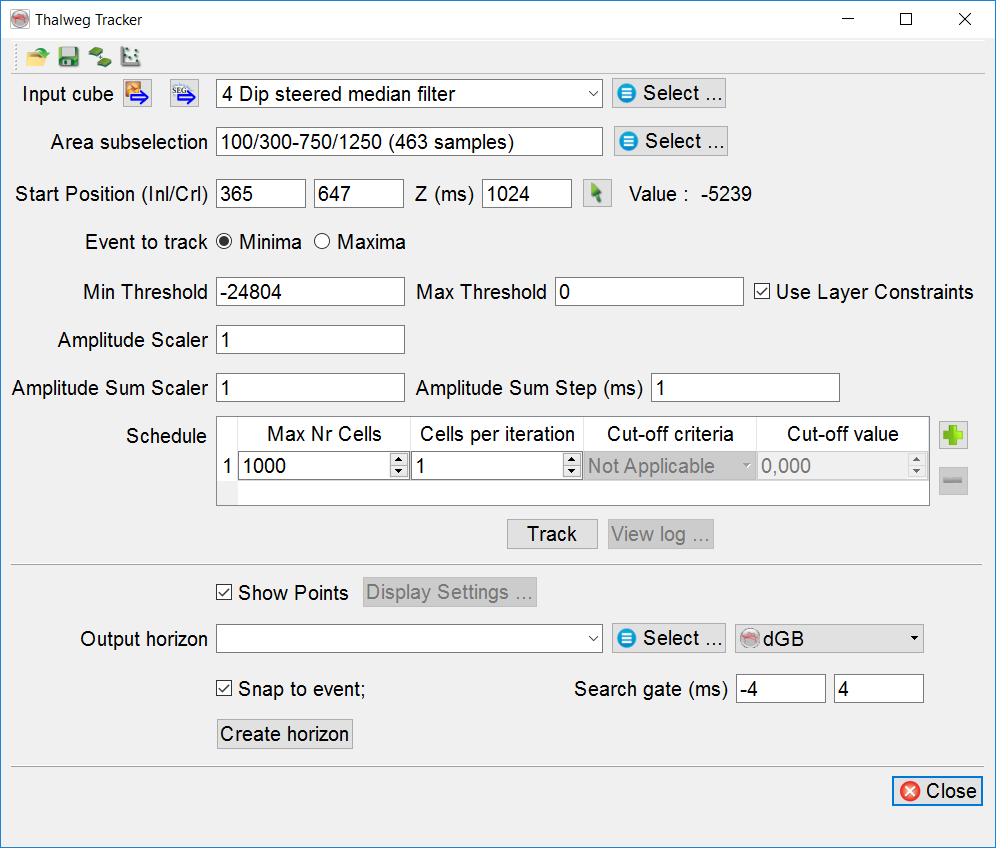 Thalweg Tracker
Input cube SEG 4 Dip steered median filter Select ...
Area subselection 100/300-750/1250 (463 samples) Select ...
Start Position (Inl/Crl) 365 647 Z (ms) 1024 Value : -5239
Event to track Minima Maxima
Min Threshold -24804 Max Threshold 0 Use Layer Constraints
Amplitude Scaler 1
Amplitude Sum Scaler 1 Amplitude Sum Step (ms) 1
Schedule Max Nr Cells Cells per iteration Cut-off criteria Cut-off value
1 1000 1 Not Applicable 0,000
Track View log ...
Show Points Display Settings ...
Output horizon Select ... dGB
Snap to event; Search gate (ms) -4 4
Create horizon
Close